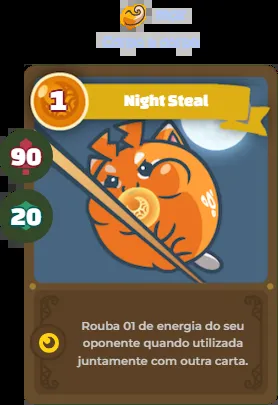 1
Night Steal
90
20
Rouba 01 de energia do seu
oponente quando utilizada
juntamente com outra carta.